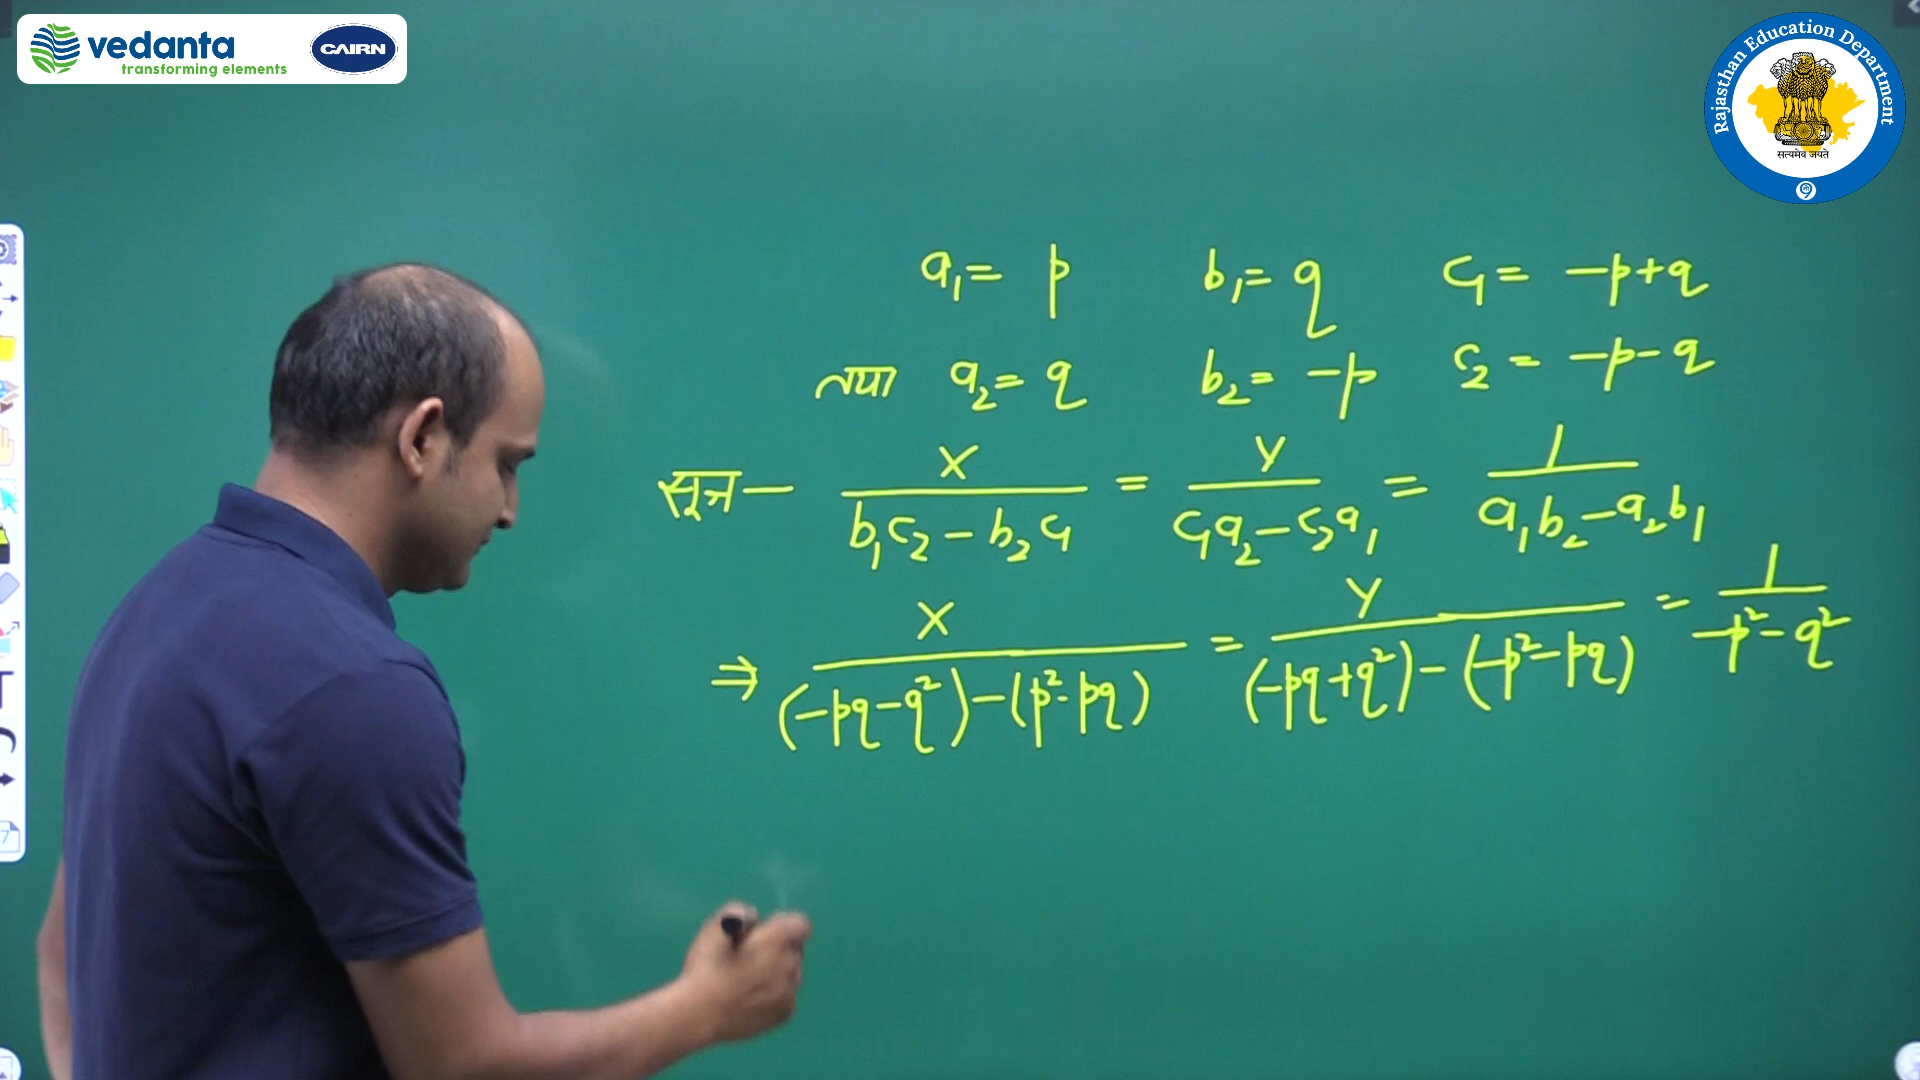 vedanta
transforming elements
CAIRN
Rajasthan Education Department
सत्यमेव जयते
a₁ = p b₁ = q c₁ = -p+q
तथा a₂ = q b₂ = -p c₂ = -p-q
सूत्र— x/(b₁c₂ - b₂c₁) = y/(c₁a₂ - c₂a₁) = 1/(a₁b₂ - a₂b₁)
⇒ x/((-pq-q²)-(p²-pq)) = y/((-pq+q²)-(-p²-pq)) = 1/(-p²-q²)